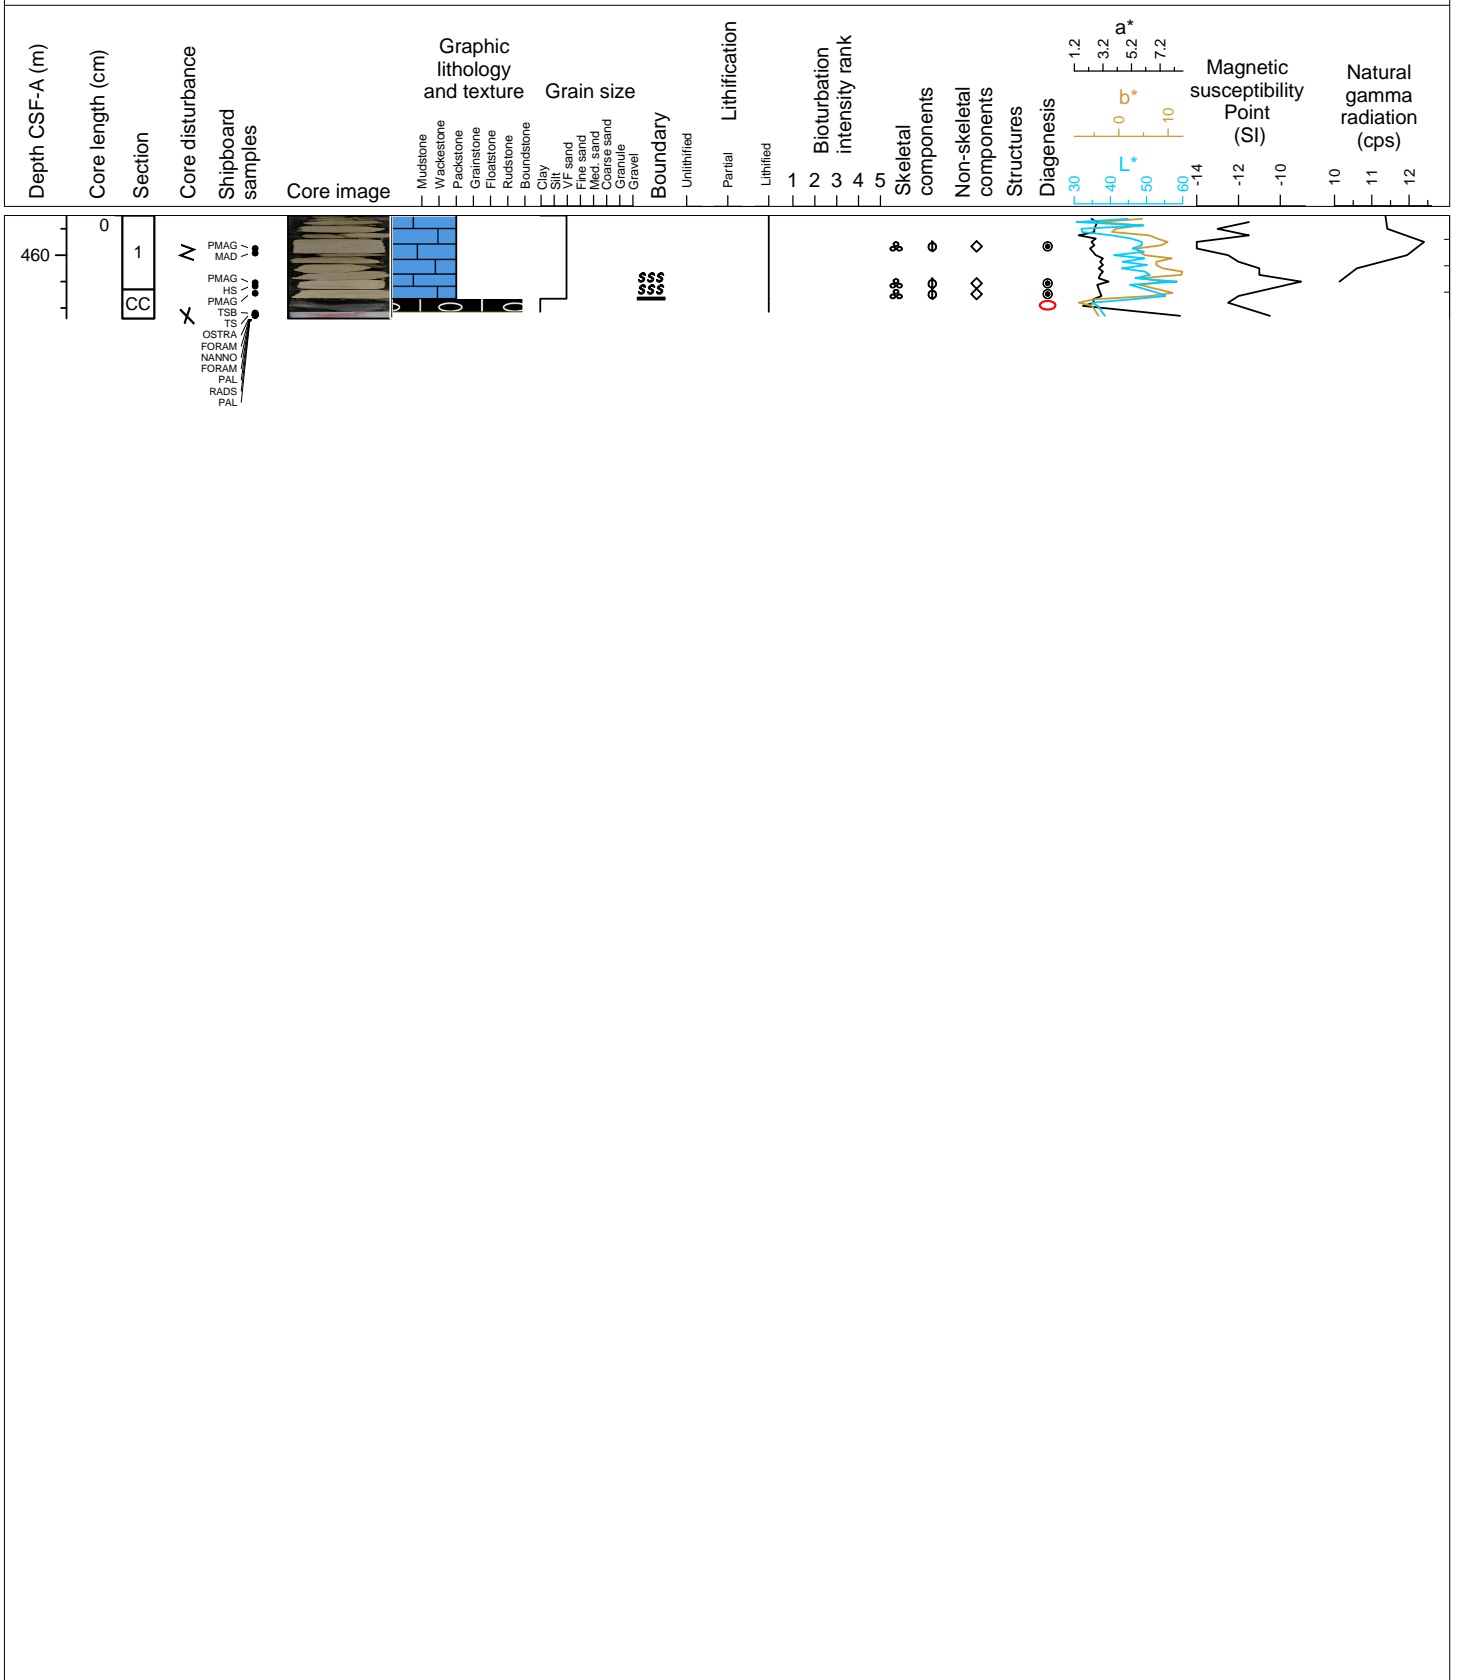 Depth CSF-A (m)
Core length (cm)
Section
Core disturbance
Shipboard
samples
Core image
Graphic
lithology
and texture
Mudstone
Wackestone
Packstone
Grainstone
Floatstone
Rudstone
Boundstone
Grain size
Clay
Silt
VF sand
Fine sand
Med. sand
Coarse sand
Granule
Gravel
Boundary
Lithification
Unlithified
Partial
Lithified
Bioturbation
intensity rank
1 2 3 4 5
Skeletal
components
Non-skeletal
components
Structures
Diagenesis
a*
1.2 3.2 5.2 7.2
b*
0 10
L*
30 40 50 60
Magnetic
susceptibility
Point
(SI)
-14 -12 -10
Natural
gamma
radiation
(cps)
10 11 12
0
460
1
CC
PMAG
MAD
PMAG
HS
PMAG
TSB
TS
OSTRA
FORAM
NANNO
FORAM
PAL
RADS
PAL
sss
sss